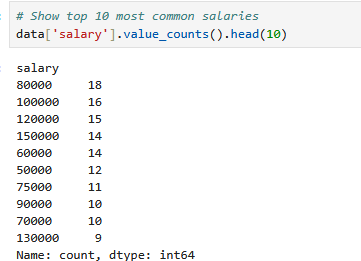 # Show top 10 most common salaries
data['salary'].value_counts().head(10)
salary
80000     18
100000    16
120000    15
150000    14
60000     14
50000     12
75000     11
90000     10
70000     10
130000     9
Name: count, dtype: int64